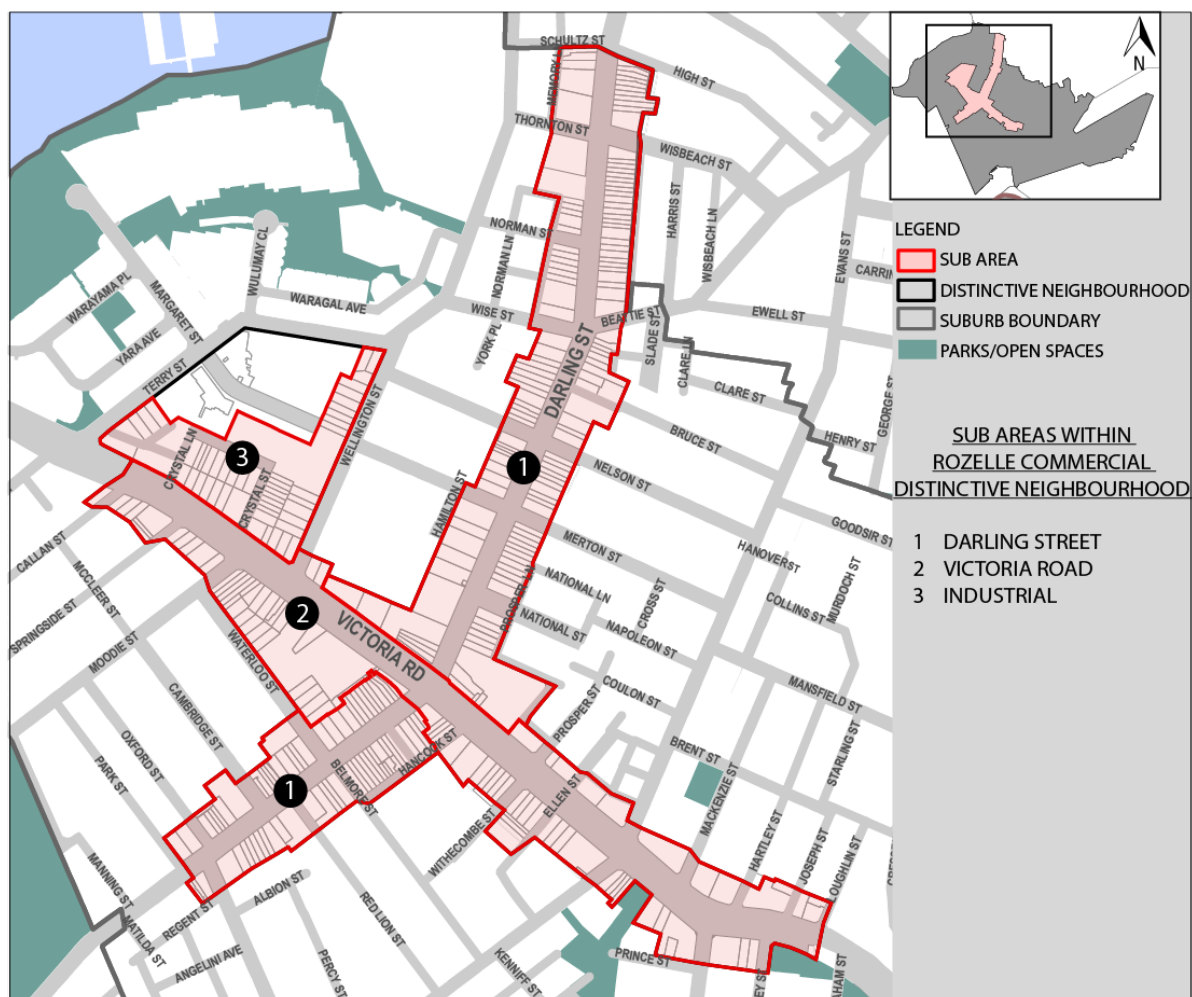 SCHULTZ ST
HIGH ST
THORNTON ST
WISBEACH ST
HARRIS ST
WISBEACH LN
EVANS ST
NORMAN ST
NORMAN LN
WULUMAY CL
WARAYAMA PL
MARGARET ST
WARAGAL AVE
WISE ST
YORK PL
BEATTIE ST
EWELL ST
YARA AVE
TERRY ST
DARLING ST
SLADE ST
CLARE LN
CLARE ST
GEORGE ST
HENRY ST
WELLINGTON ST
BRUCE ST
CRYSTAL LN
3
1
CRYSTAL ST
HAMILTON ST
NELSON ST
GOODSIR ST
MERTON ST
HANOVER ST
CALLAN ST
MCCLEER ST
NATIONAL LN
CROSS ST
MURDOCH ST
COLLINS ST
SPRINGSIDE ST
2
VICTORIA RD
NATIONAL ST
NAPOLEON ST
MOODIE ST
WATERLOO ST
MANSFIELD ST
COULON ST
CAMBRIDGE ST
PROSPER ST
OXFORD ST
HANCOCK ST
BRENT ST
STARLING ST
PARK ST
1
BELMORE ST
ELLEN ST
MACKENZIE ST
HARTLEY ST
WITHECOMBE ST
JOSEPH ST
LOUGHLIN ST
MANNING ST
ALBION ST
REGENT ST
RED LION ST
MATILDA ST
ANGELINI AVE
PERCY ST
KENNIFF ST
PRINCE ST
N
LEGEND
SUB AREA
DISTINCTIVE NEIGHBOURHOOD
SUBURB BOUNDARY
PARKS/OPEN SPACES
SUB AREAS WITHIN
ROZELLE COMMERCIAL
DISTINCTIVE NEIGHBOURHOOD
1 DARLING STREET
2 VICTORIA ROAD
3 INDUSTRIAL